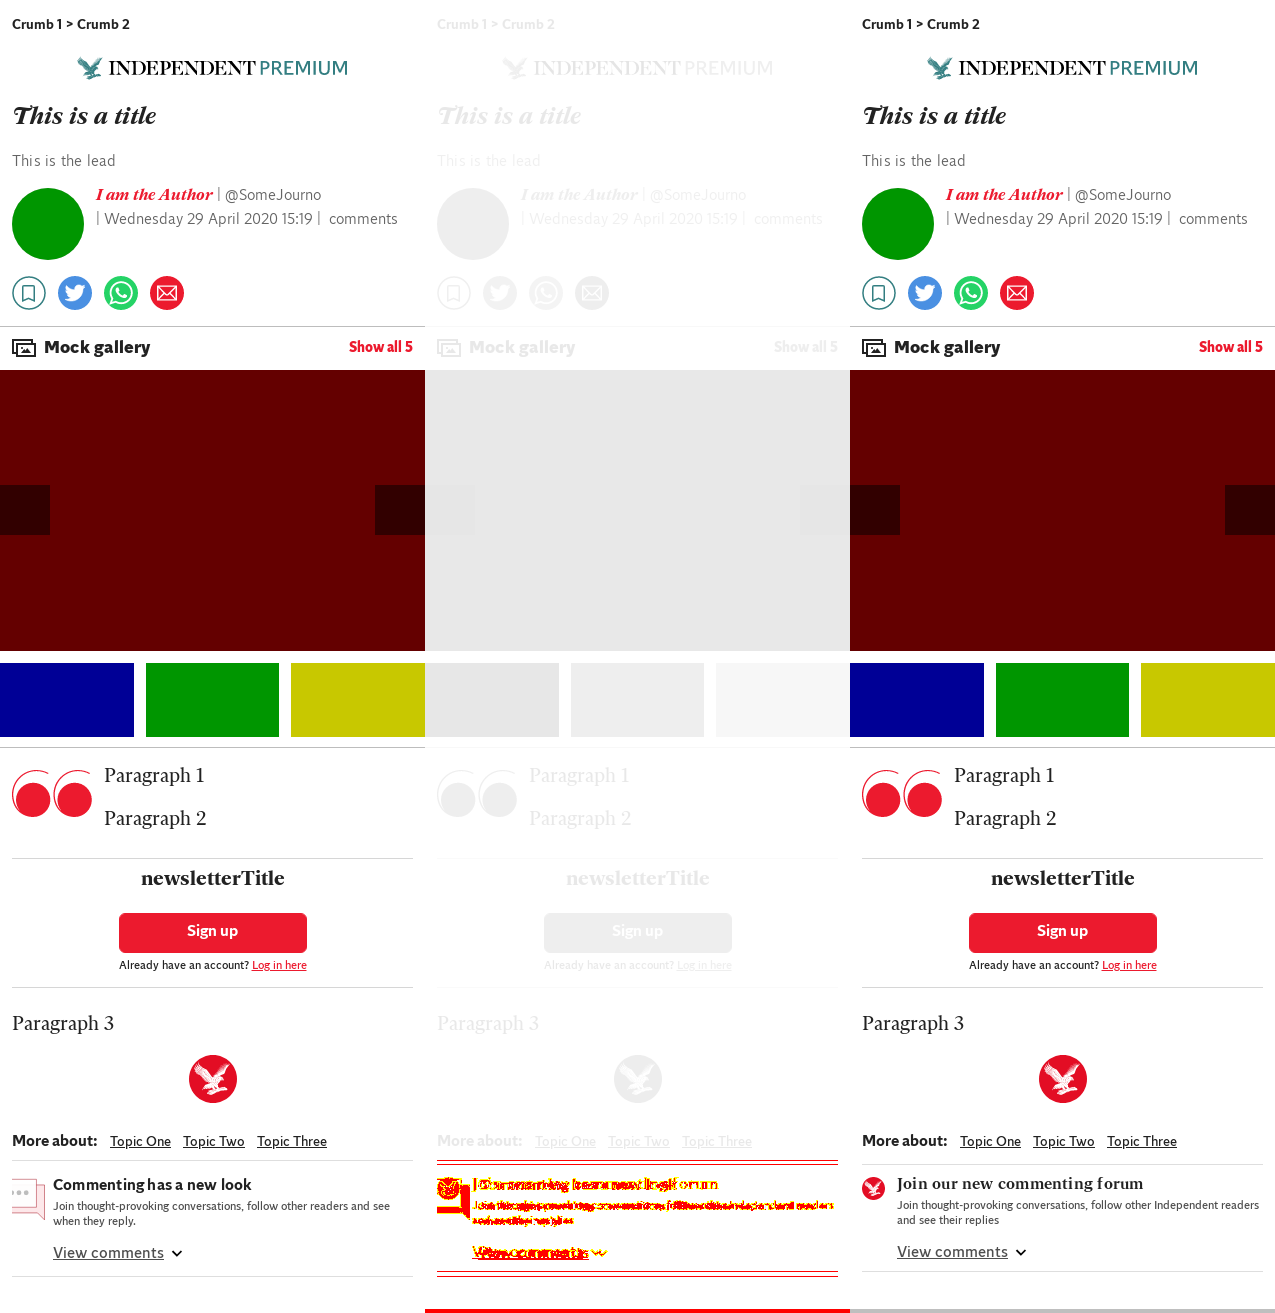 Crumb 1 > Crumb 2
INDEPENDENT PREMIUM
This is a title
This is the lead
I am the Author | @SomeJourno
| Wednesday 29 April 2020 15:19 | comments
Mock gallery Show all 5
Paragraph 1
Paragraph 2
newsletterTitle
Sign up
Already have an account? Log in here
Paragraph 3
More about: Topic One Topic Two Topic Three
Commenting has a new look
Join thought-provoking conversations, follow other readers and see
when they reply.
View comments
Crumb 1 > Crumb 2
INDEPENDENT PREMIUM
This is a title
This is the lead
I am the Author | @SomeJourno
| Wednesday 29 April 2020 15:19 | comments
Mock gallery Show all 5
Paragraph 1
Paragraph 2
newsletterTitle
Sign up
Already have an account? Log in here
Paragraph 3
More about: Topic One Topic Two Topic Three
Crumb 1 > Crumb 2
INDEPENDENT PREMIUM
This is a title
This is the lead
I am the Author | @SomeJourno
| Wednesday 29 April 2020 15:19 | comments
Mock gallery Show all 5
Paragraph 1
Paragraph 2
newsletterTitle
Sign up
Already have an account? Log in here
Paragraph 3
More about: Topic One Topic Two Topic Three
Join our new commenting forum
Join thought-provoking conversations, follow other Independent readers
and see their replies
View comments